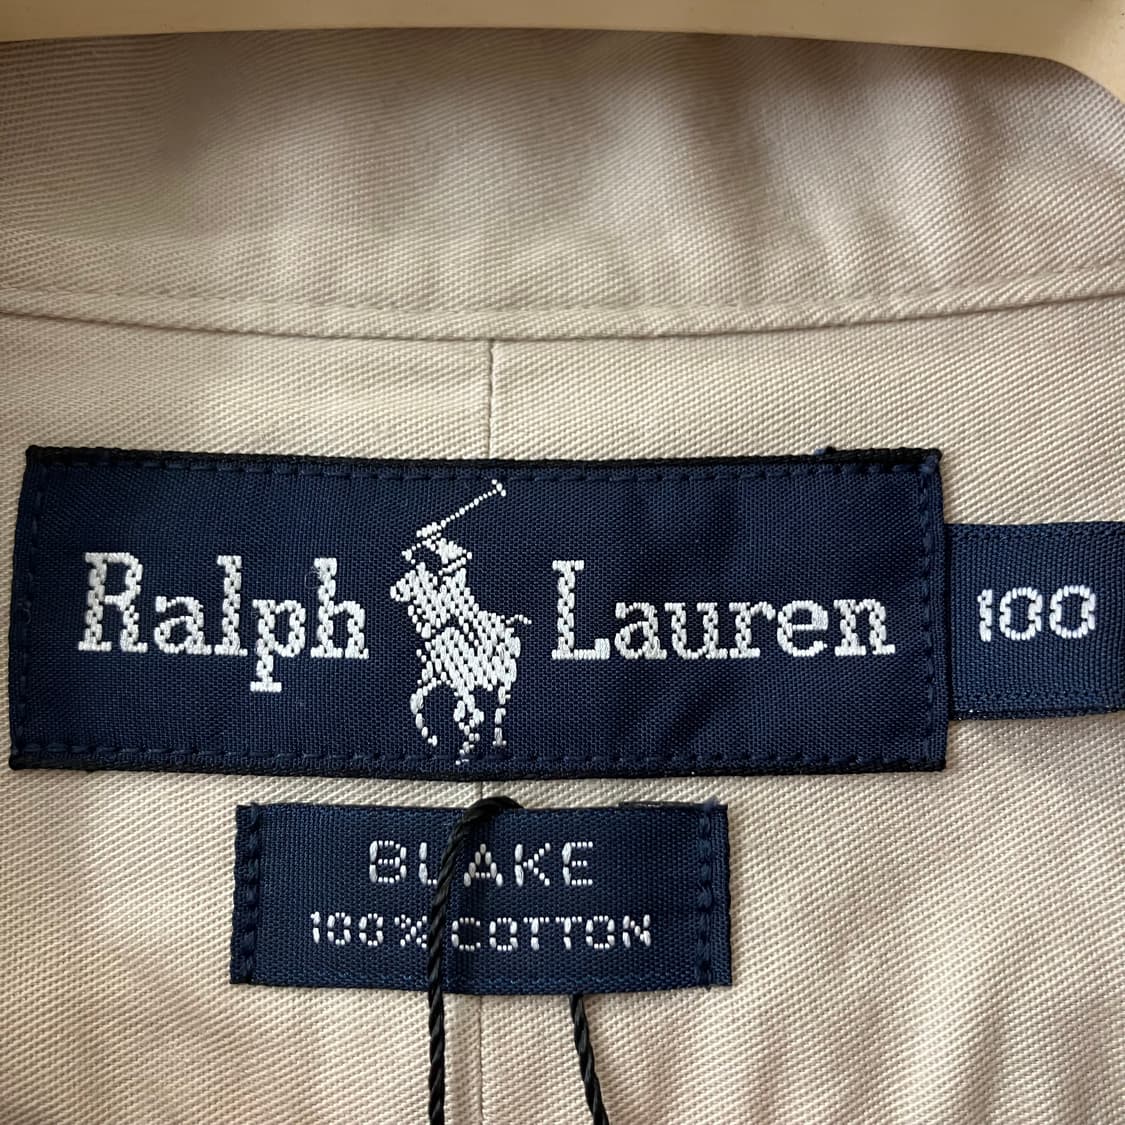 Ralph Lauren
100
BLAKE
100% COTTON